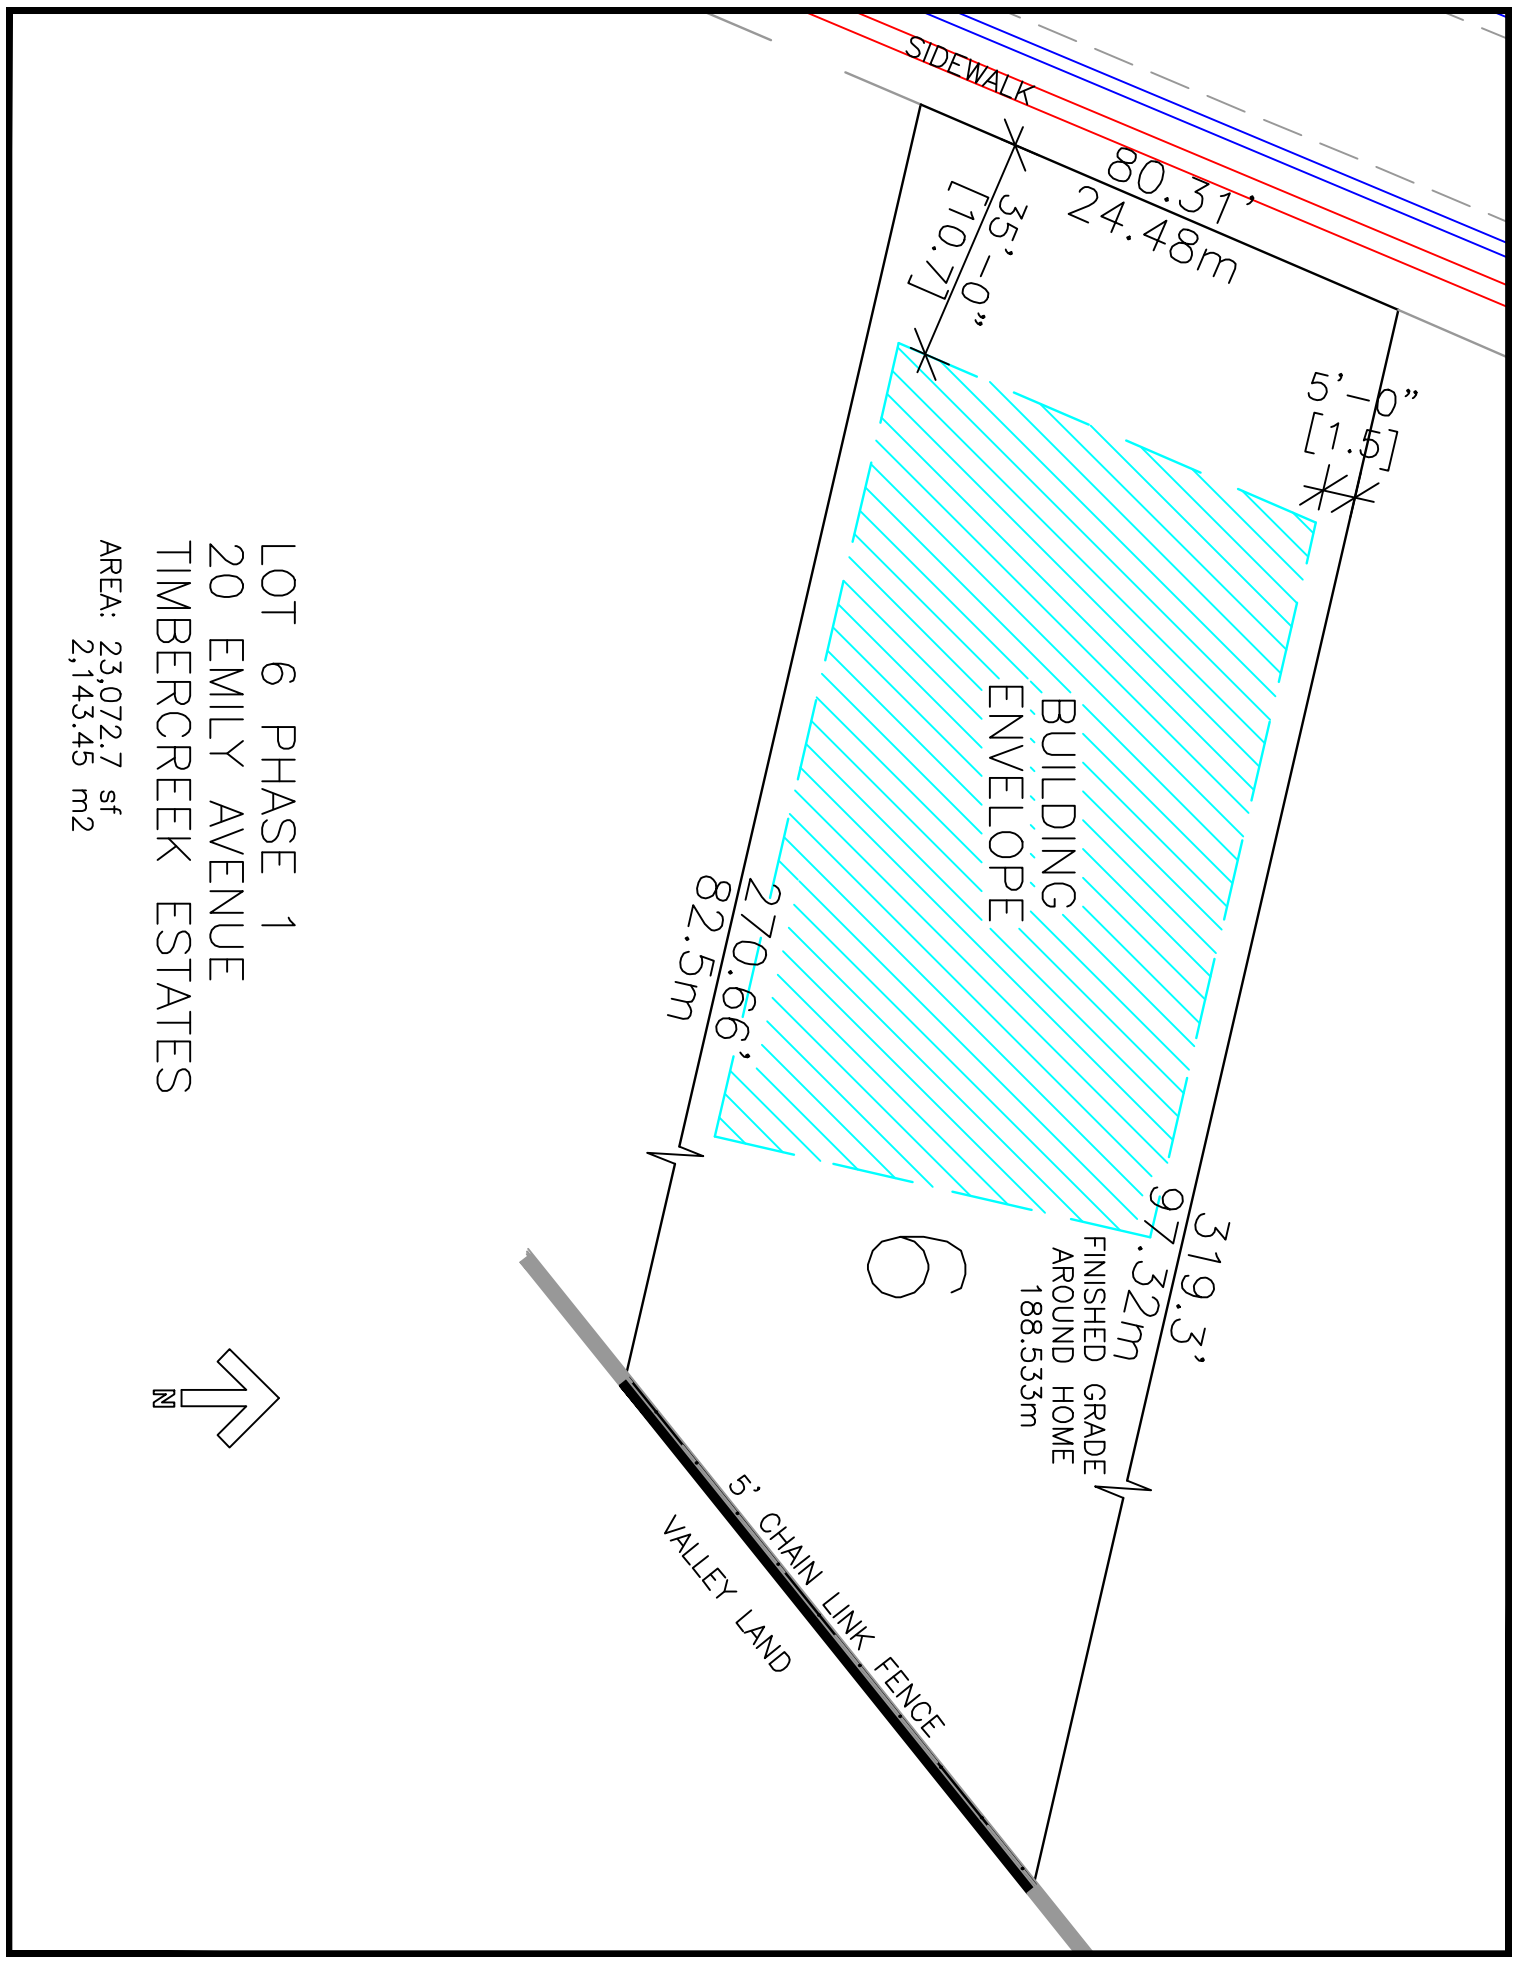 SIDEWALK
80.31'
24.48m
35'-0"
[10.7]
5'-0"
[1.5]
BUILDING
ENVELOPE
270.66'
82.5m
319.3'
97.32m
FINISHED GRADE
AROUND HOME
188.533m
6
5' CHAIN LINK FENCE
VALLEY LAND
LOT 6 PHASE 1
20 EMILY AVENUE
TIMBERCREEK ESTATES
AREA: 23,072.7 sf
2,143.45 m2
N